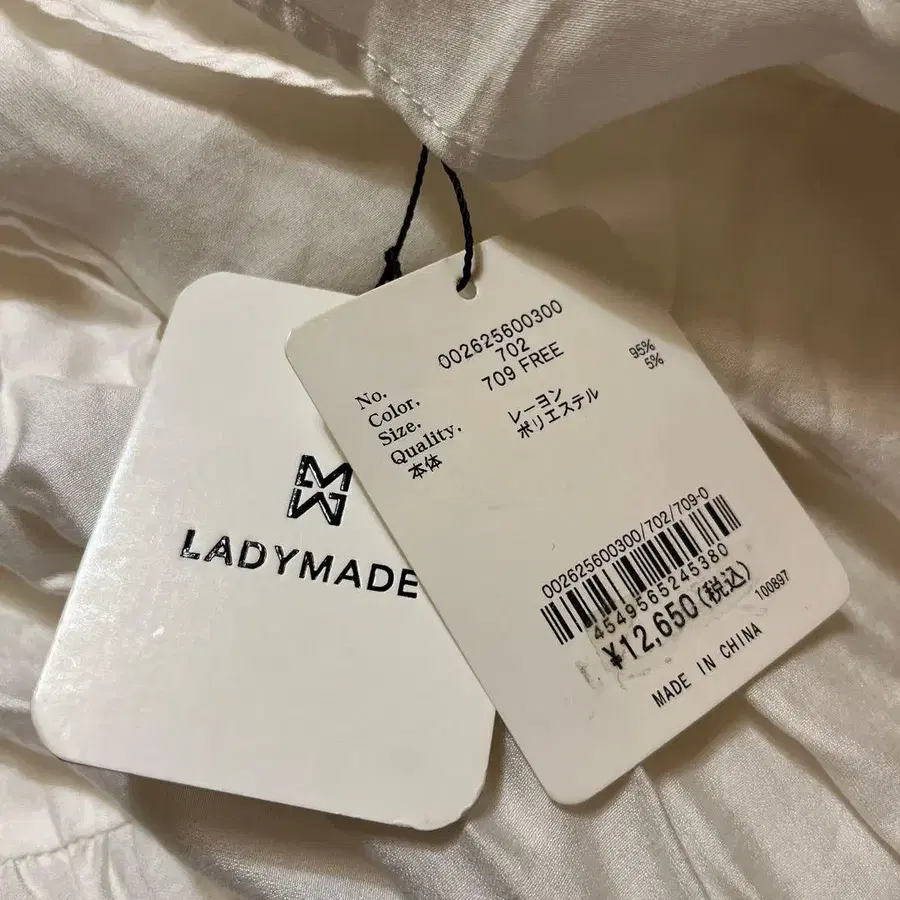 LADYMADE
No. 002625600300
Color. 702
Size. 709 FREE
Quality.
本体 レーヨン 95%
ポリエステル 5%
002625600300/702/709-0
4549565245380
¥12,650(税込)
100897
MADE IN CHINA